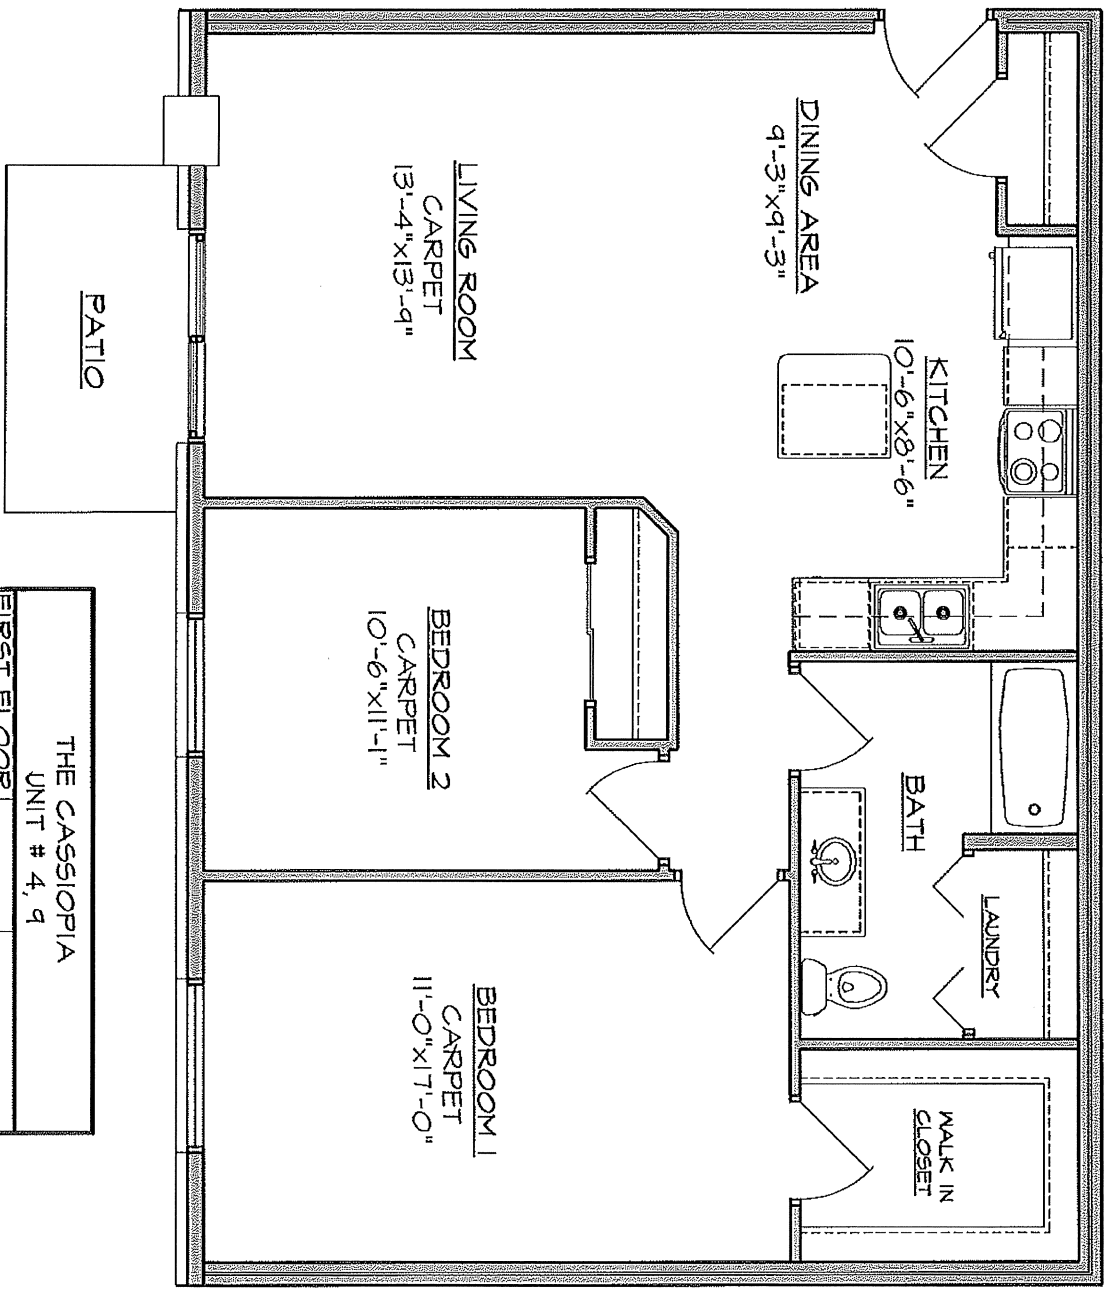 DINING AREA
9'-3"x9'-3"
KITCHEN
10'-6"x8'-6"
LIVING ROOM
CARPET
13'-4"x13'-9"
PATIO
BATH
LAUNDRY
WALK IN
CLOSET
BEDROOM 2
CARPET
10'-6"x11'-1"
BEDROOM 1
CARPET
11'-0"x17'-0"
THE CASSIOPIA
UNIT # 4,9
FIRST FLOOR